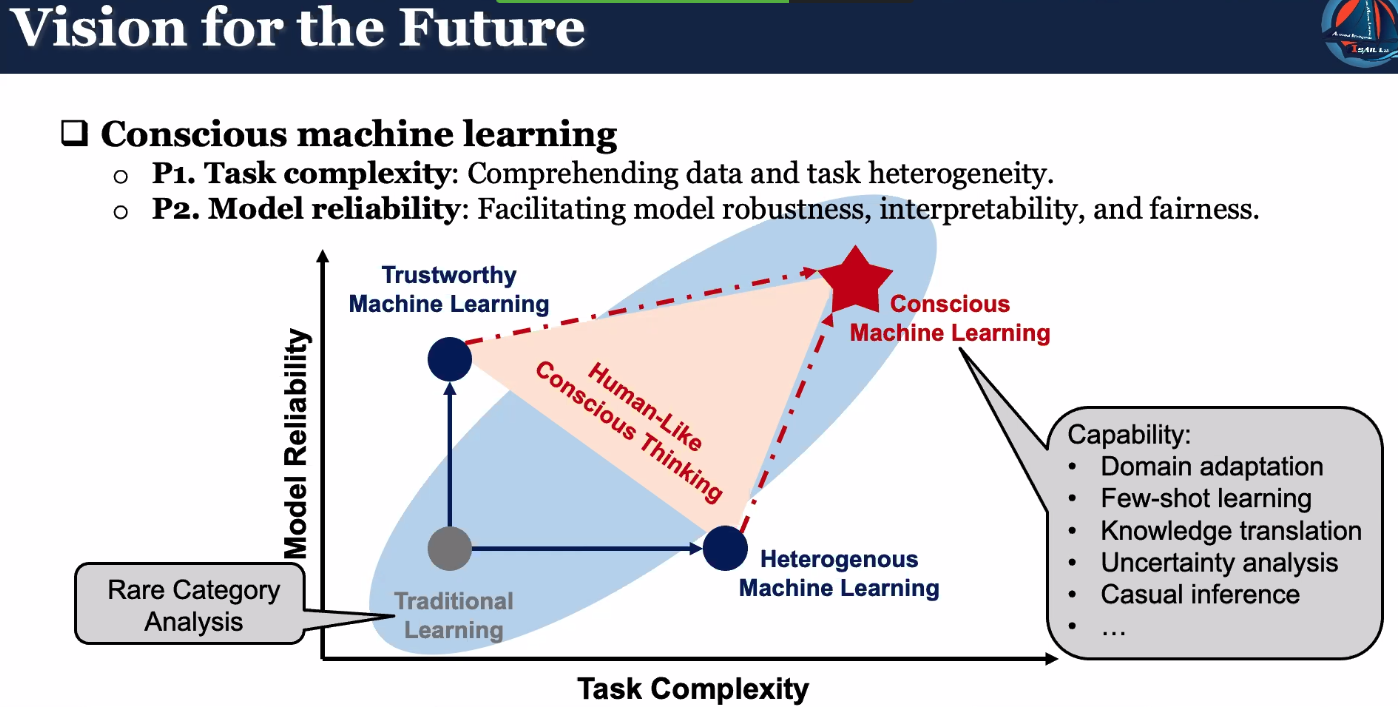 Vision for the Future
Conscious machine learning
P1. Task complexity: Comprehending data and task heterogeneity.
P2. Model reliability: Facilitating model robustness, interpretability, and fairness.
Trustworthy
Machine Learning
Conscious
Machine Learning
Model Reliability
Human-Like
Conscious Thinking
Capability:
• Domain adaptation
• Few-shot learning
• Knowledge translation
• Uncertainty analysis
• Casual inference
• ...
Heterogenous
Machine Learning
Rare Category
Analysis
Traditional
Learning
Task Complexity